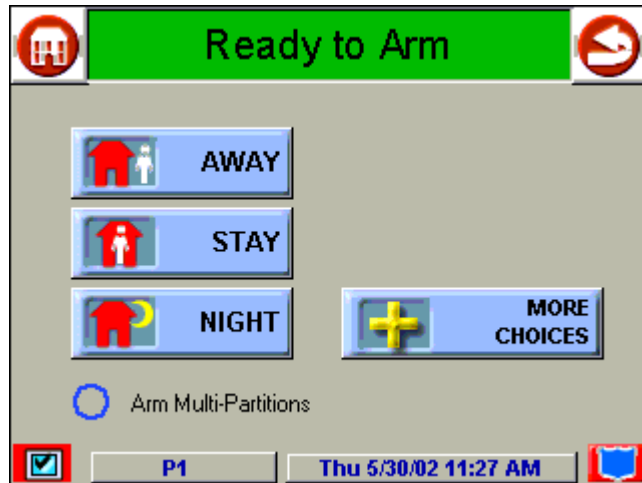 Ready to Arm
AWAY
STAY
NIGHT
MORE
CHOICES
Arm Multi-Partitions
P1
Thu 5/30/02 11:27 AM